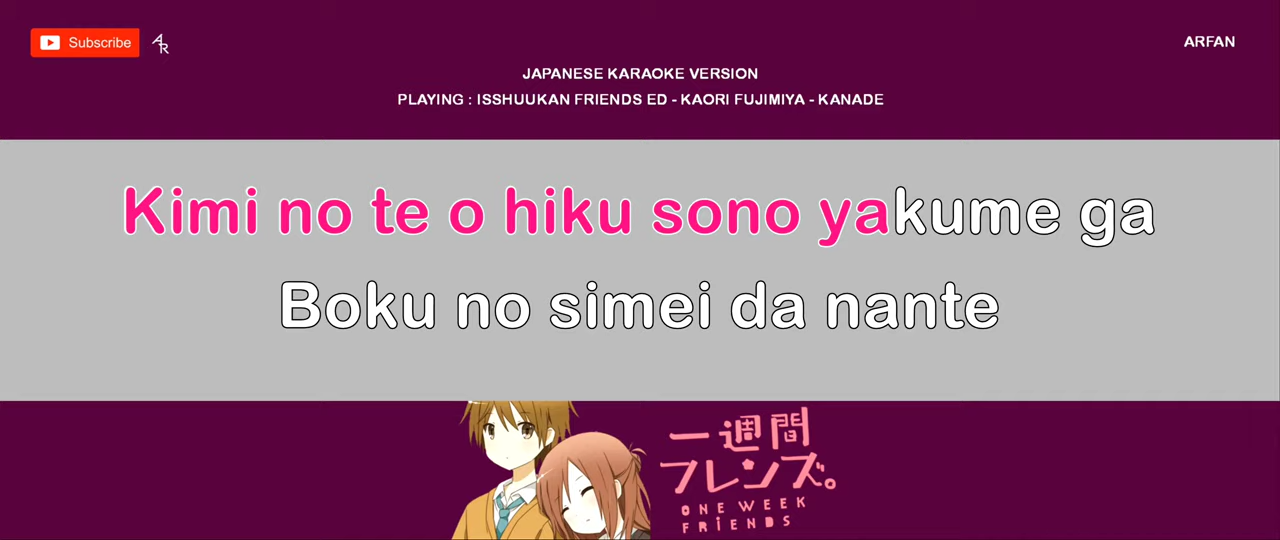 Subscribe
AR
ARFAN
JAPANESE KARAOKE VERSION
PLAYING : ISSHUUKAN FRIENDS ED - KAORI FUJIMIYA - KANADE
Kimi no te o hiku sono yakume ga
Boku no simei da nante
一週間
フレンズ。
ONE WEEK
FRiENDS